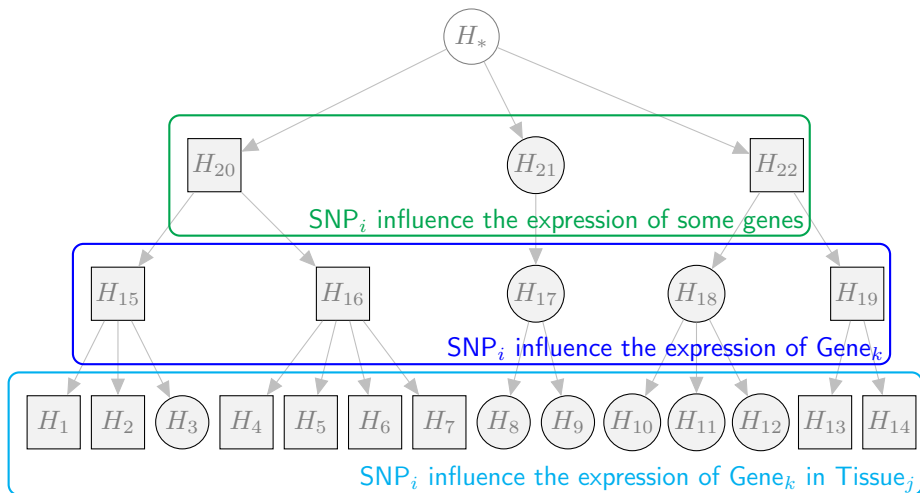 H*
H20 H21 H22
SNPi influence the expression of some genes
H15 H16 H17 H18 H19
SNPi influence the expression of Genek
H1 H2 H3 H4 H5 H6 H7 H8 H9 H10 H11 H12 H13 H14
SNPi influence the expression of Genek in Tissuej